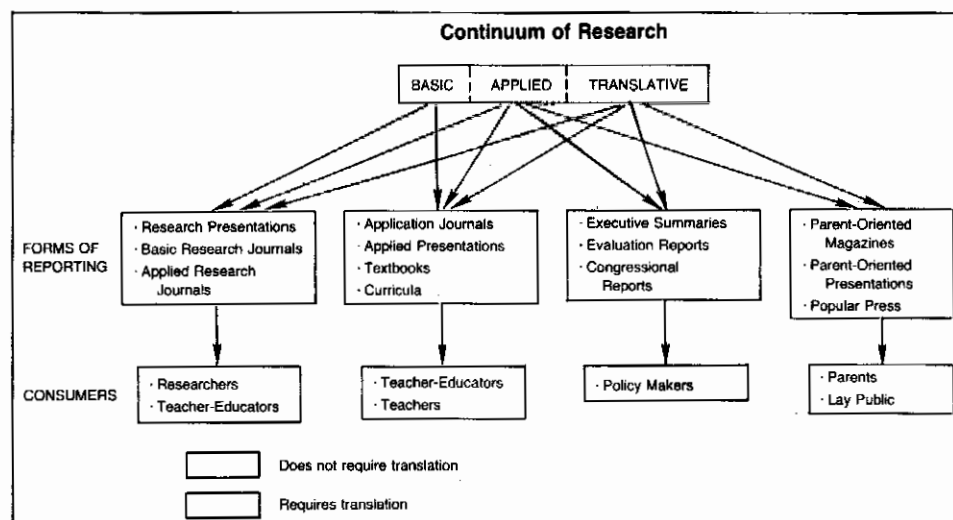 Continuum of Research
BASIC APPLIED TRANSLATIVE
FORMS OF
REPORTING
· Research Presentations
· Basic Research Journals
· Applied Research
Journals
· Application Journals
· Applied Presentations
· Textbooks
· Curricula
· Executive Summaries
· Evaluation Reports
· Congressional
Reports
· Parent-Oriented
Magazines
· Parent-Oriented
Presentations
· Popular Press
CONSUMERS
· Researchers
· Teacher-Educators
· Teacher-Educators
· Teachers
· Policy Makers
· Parents
· Lay Public
Does not require translation
Requires translation